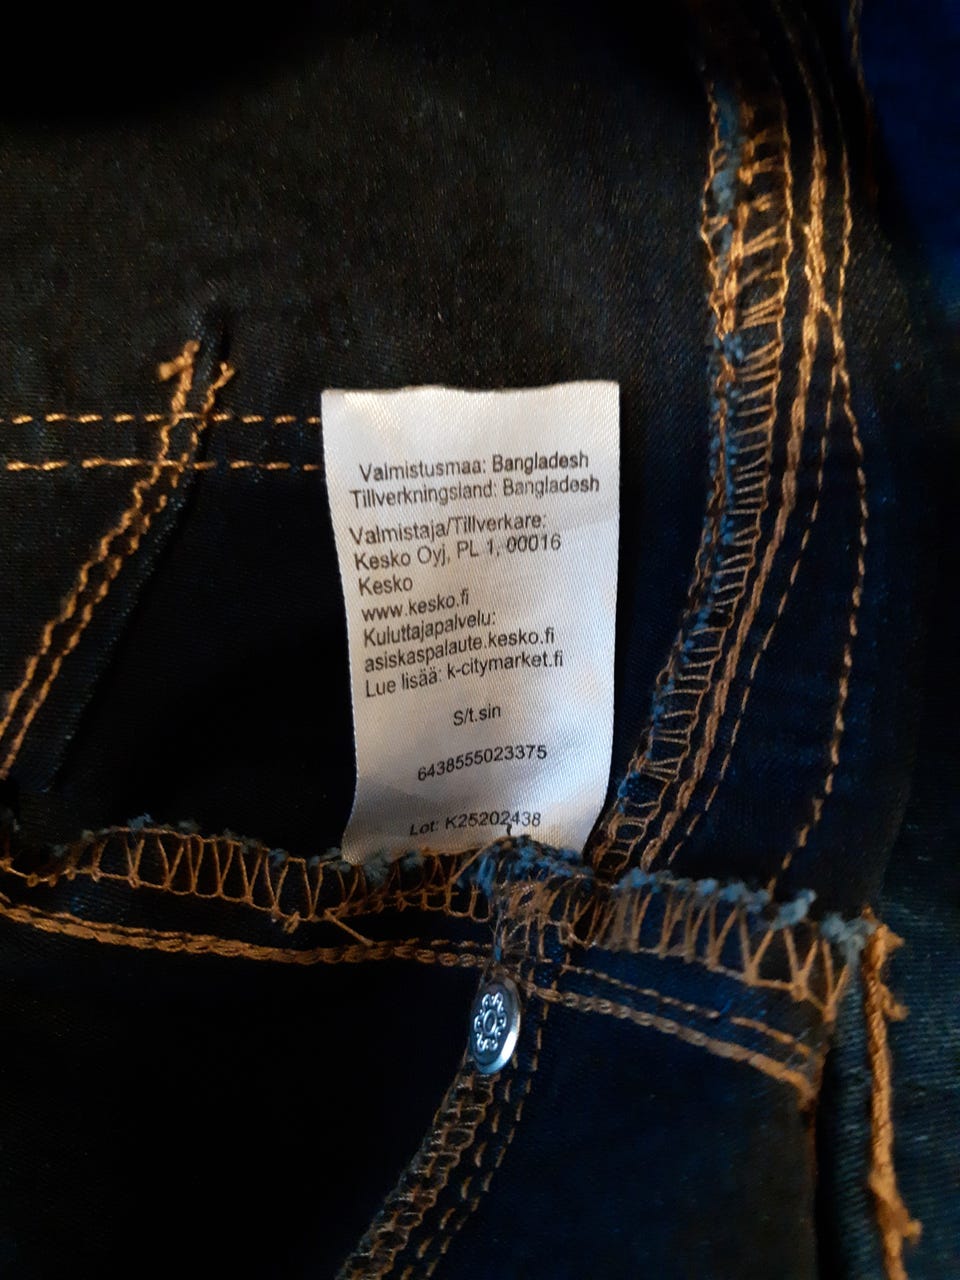 Valmistusmaa: Bangladesh
Tillverkningsland: Bangladesh
Valmistaja/Tillverkare:
Kesko Oyj, PL 1, 00016
Kesko
www.kesko.fi
Kuluttajapalvelu:
asiskaspalaute.kesko.fi
Lue lisää: k-citymarket.fi
S/t.sin
6438555023375
Lot: K25202438